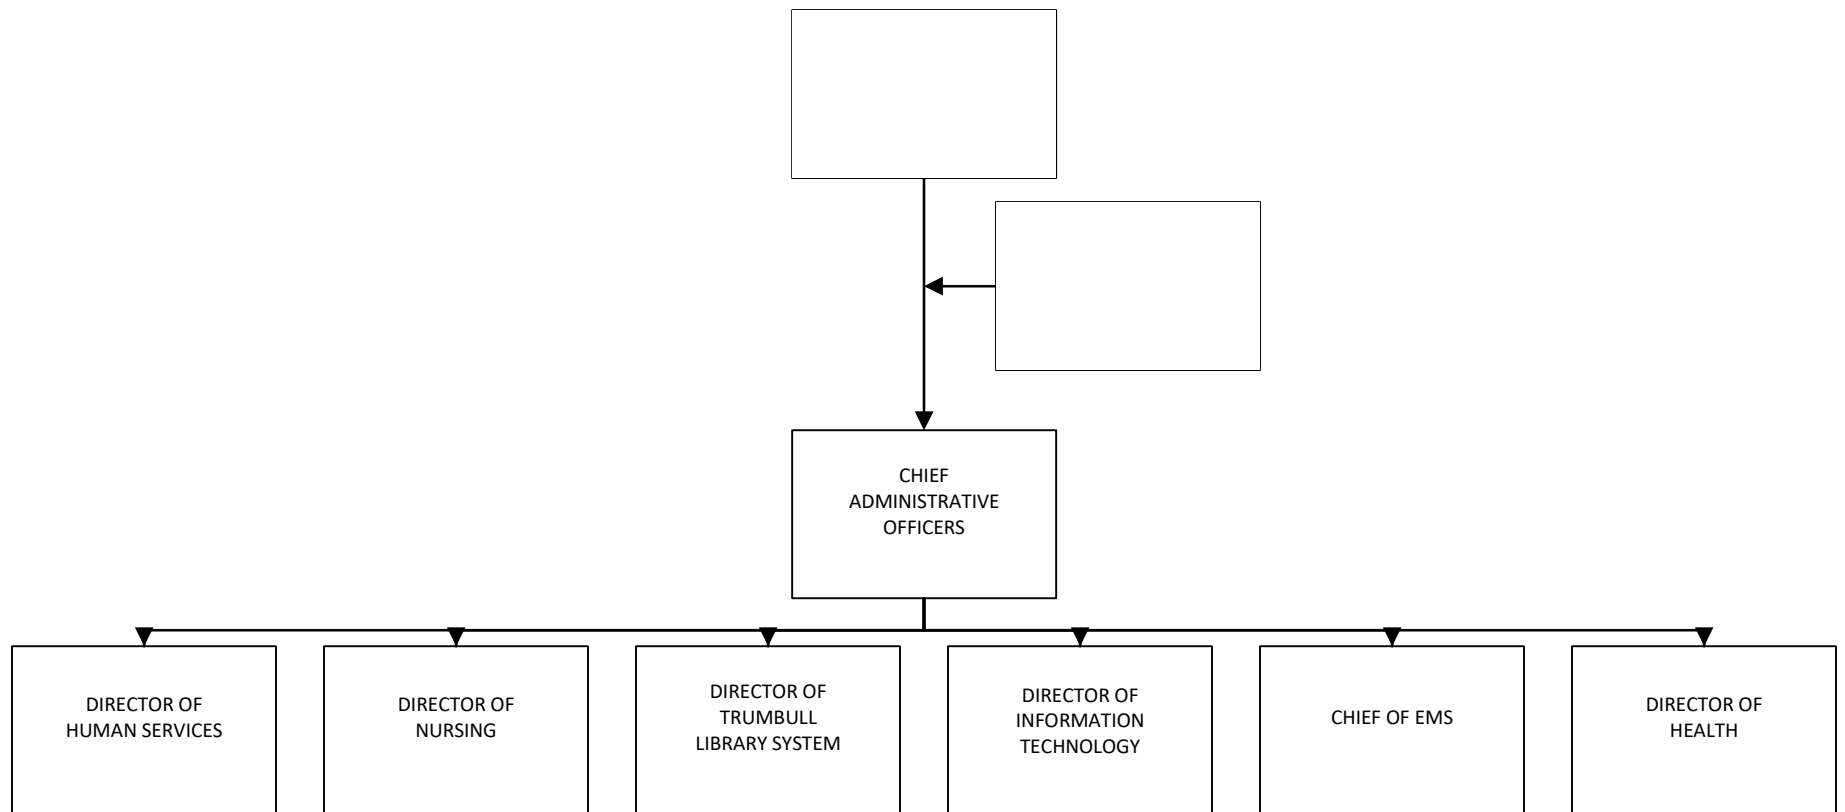 CHIEF
ADMINISTRATIVE
OFFICERS
DIRECTOR OF
HUMAN SERVICES
DIRECTOR OF
NURSING
DIRECTOR OF
TRUMBULL
LIBRARY SYSTEM
DIRECTOR OF
INFORMATION
TECHNOLOGY
CHIEF OF EMS
DIRECTOR OF
HEALTH